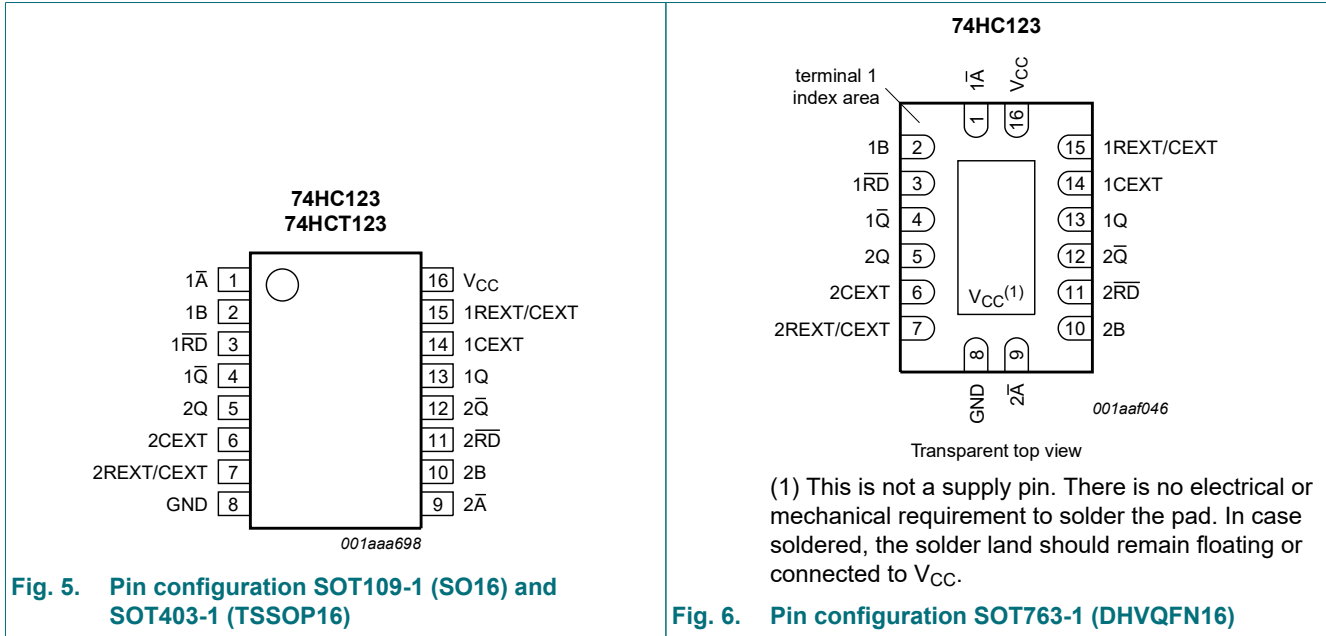 74HC123
74HCT123
1A̅ 1
1B 2
1R̅D̅ 3
1Q̅ 4
2Q 5
2CEXT 6
2REXT/CEXT 7
GND 8
16 VCC
15 1REXT/CEXT
14 1CEXT
13 1Q
12 2Q̅
11 2R̅D̅
10 2B
9 2A̅
001aaa698
Fig. 5. Pin configuration SOT109-1 (SO16) and
SOT403-1 (TSSOP16)
74HC123
terminal 1
index area
1A̅
VCC
1
16
1B 2
1R̅D̅ 3
1Q̅ 4
2Q 5
2CEXT 6
2REXT/CEXT 7
15 1REXT/CEXT
14 1CEXT
13 1Q
12 2Q̅
11 2R̅D̅
10 2B
VCC(1)
8
9
GND
2A̅
001aaf046
Transparent top view
(1) This is not a supply pin. There is no electrical or
mechanical requirement to solder the pad. In case
soldered, the solder land should remain floating or
connected to VCC.
Fig. 6. Pin configuration SOT763-1 (DHVQFN16)